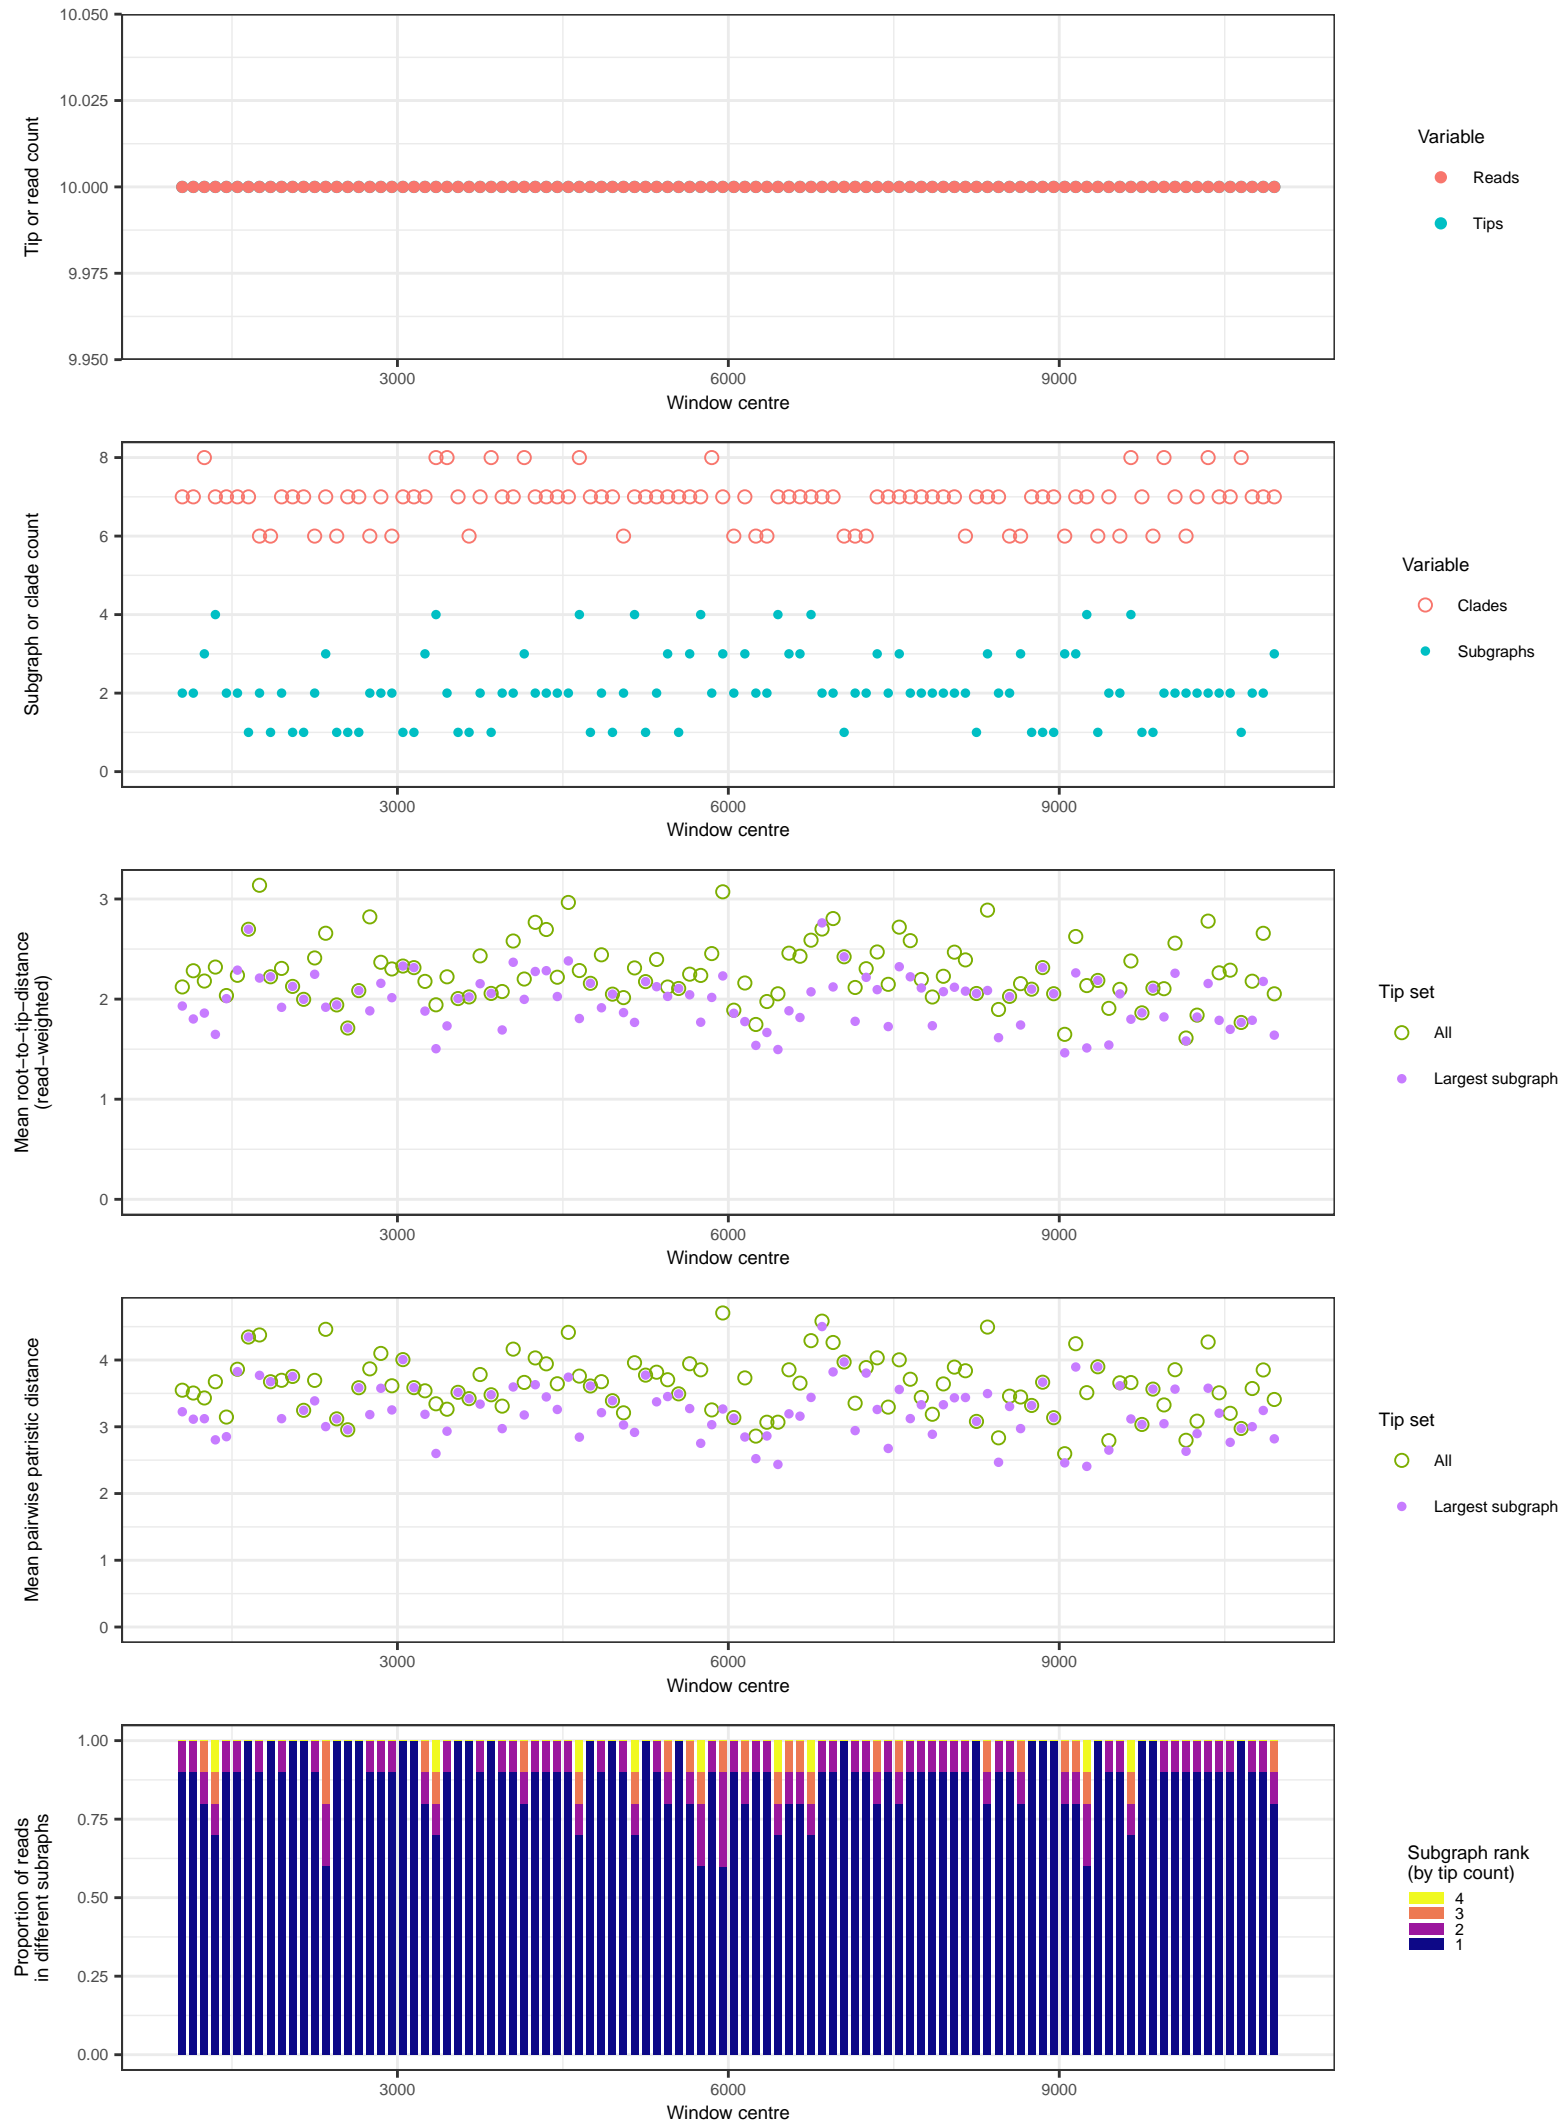 10.050
10.025
10.000
9.975
9.950
Tip or read count
3000 6000 9000
Window centre
Variable
Reads
Tips
8
6
4
2
0
Subgraph or clade count
3000 6000 9000
Window centre
Variable
Clades
Subgraphs
3
2
1
0
Mean root−to−tip−distance
(read−weighted)
3000 6000 9000
Window centre
Tip set
All
Largest subgraph
4
3
2
1
0
Mean pairwise patristic distance
3000 6000 9000
Window centre
Tip set
All
Largest subgraph
1.00
0.75
0.50
0.25
0.00
Proportion of reads
in different subraphs
3000 6000 9000
Window centre
Subgraph rank
(by tip count)
4
3
2
1